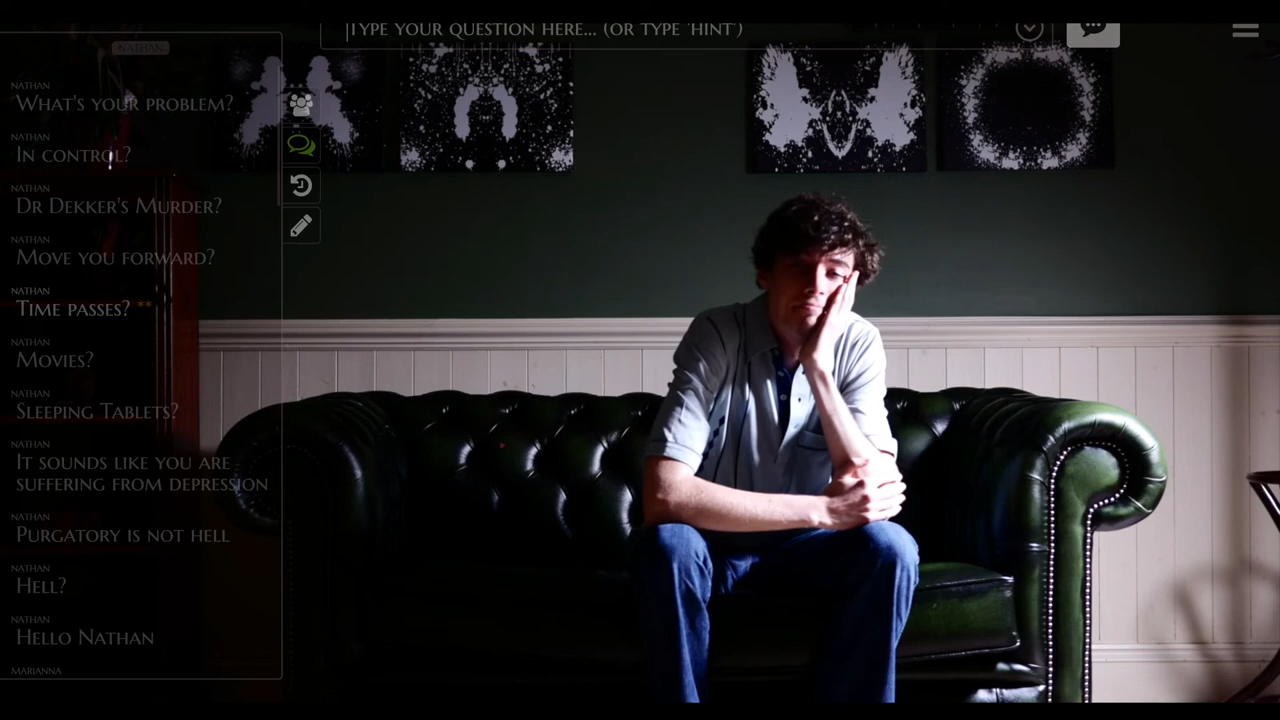 Type your question here... (or type 'hint')
NATHAN
NATHAN
What's your problem?
NATHAN
In control?
NATHAN
Dr Dekker's Murder?
NATHAN
Move you forward?
NATHAN
Time passes? **
NATHAN
Movies?
NATHAN
Sleeping Tablets?
NATHAN
It sounds like you are
suffering from depression
NATHAN
Purgatory is not hell
NATHAN
Hell?
NATHAN
Hello Nathan
MARIANNA